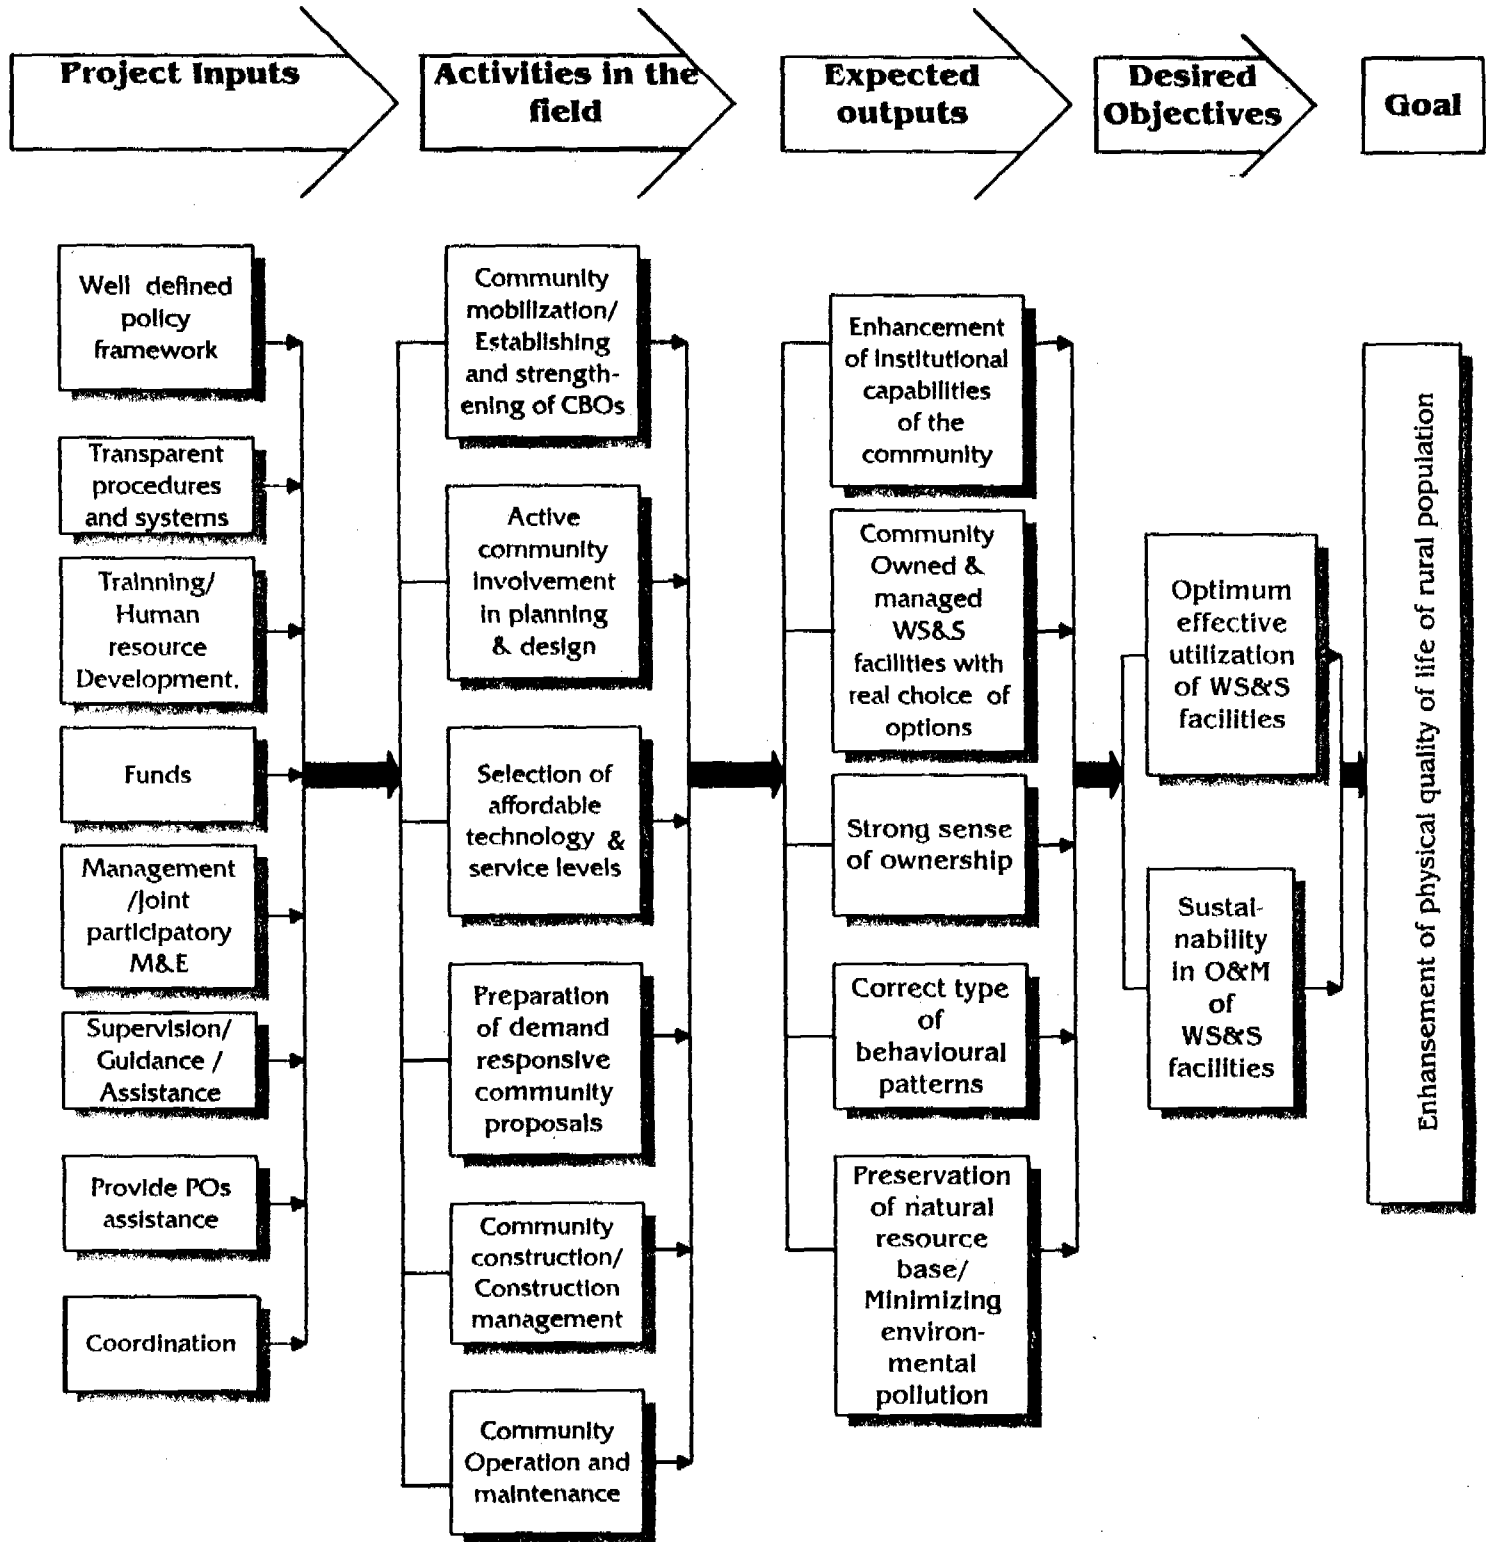 Project Inputs
Activities in the
field
Expected
outputs
Desired
Objectives
Goal
Well defined
policy
framework
Transparent
procedures
and systems
Trainning/
Human
resource
Development.
Funds
Management
/Joint
participatory
M&E
Supervision/
Guidance /
Assistance
Provide POs
assistance
Coordination
Community
mobilization/
Establishing
and strength-
ening of CBOs
Active
community
involvement
in planning
& design
Selection of
affordable
technology &
service levels
Preparation
of demand
responsive
community
proposals
Community
construction/
Construction
management
Community
Operation and
maintenance
Enhancement
of institutional
capabilities
of the
community
Community
Owned &
managed
WS&S
facilities with
real choice of
options
Strong sense
of ownership
Correct type
of
behavioural
patterns
Preservation
of natural
resource
base/
Minimizing
environ-
mental
pollution
Optimum
effective
utilization
of WS&S
facilities
Sustai-
nability
in O&M
of
WS&S
facilities
Enhansement of physical quality of life of rural population